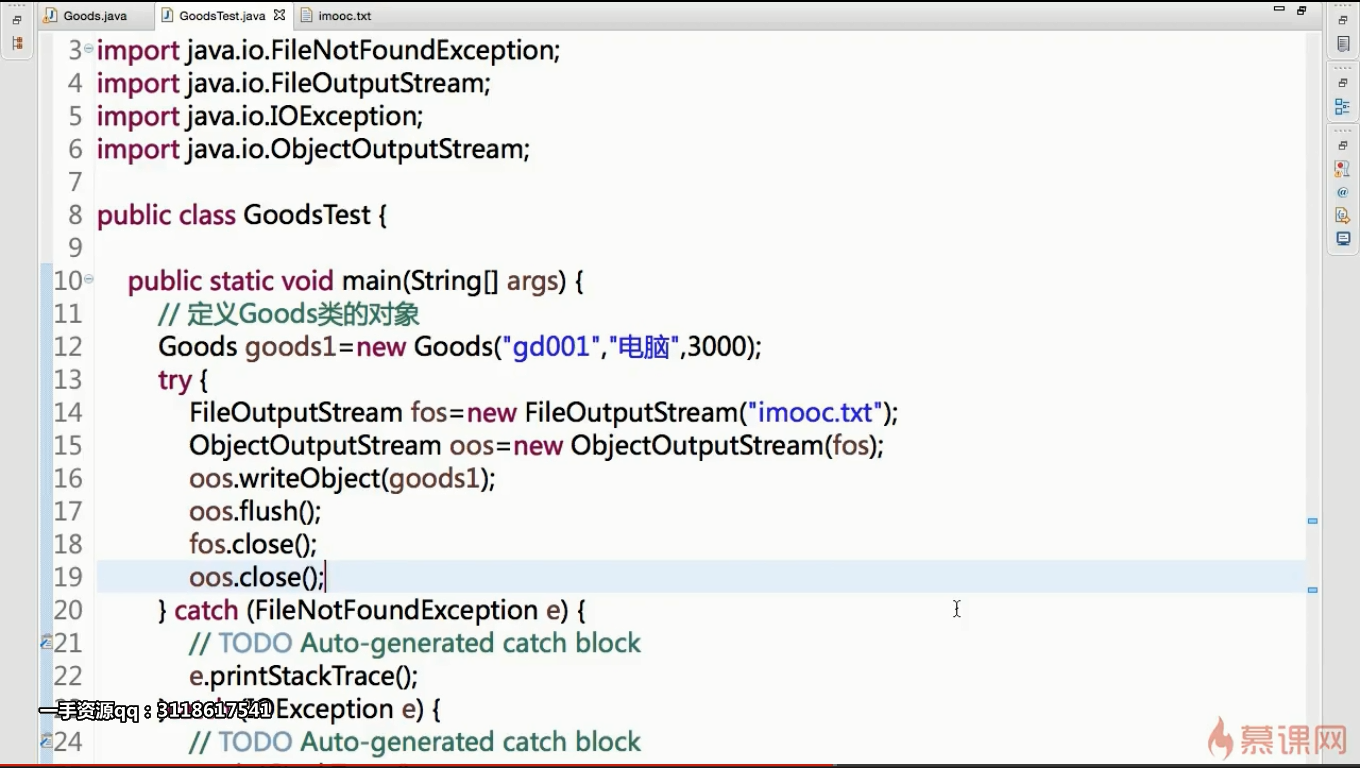 Goods.java GoodsTest.java imooc.txt
3 import java.io.FileNotFoundException;
4 import java.io.FileOutputStream;
5 import java.io.IOException;
6 import java.io.ObjectOutputStream;
7
8 public class GoodsTest {
9
10 public static void main(String[] args) {
11 // 定义Goods类的对象
12 Goods goods1=new Goods("gd001","电脑",3000);
13 try {
14 FileOutputStream fos=new FileOutputStream("imooc.txt");
15 ObjectOutputStream oos=new ObjectOutputStream(fos);
16 oos.writeObject(goods1);
17 oos.flush();
18 fos.close();
19 oos.close();
20 } catch (FileNotFoundException e) {
21 // TODO Auto-generated catch block
22 e.printStackTrace();
一手资源qq：3118617541
Exception e) {
24 // TODO Auto-generated catch block
慕课网